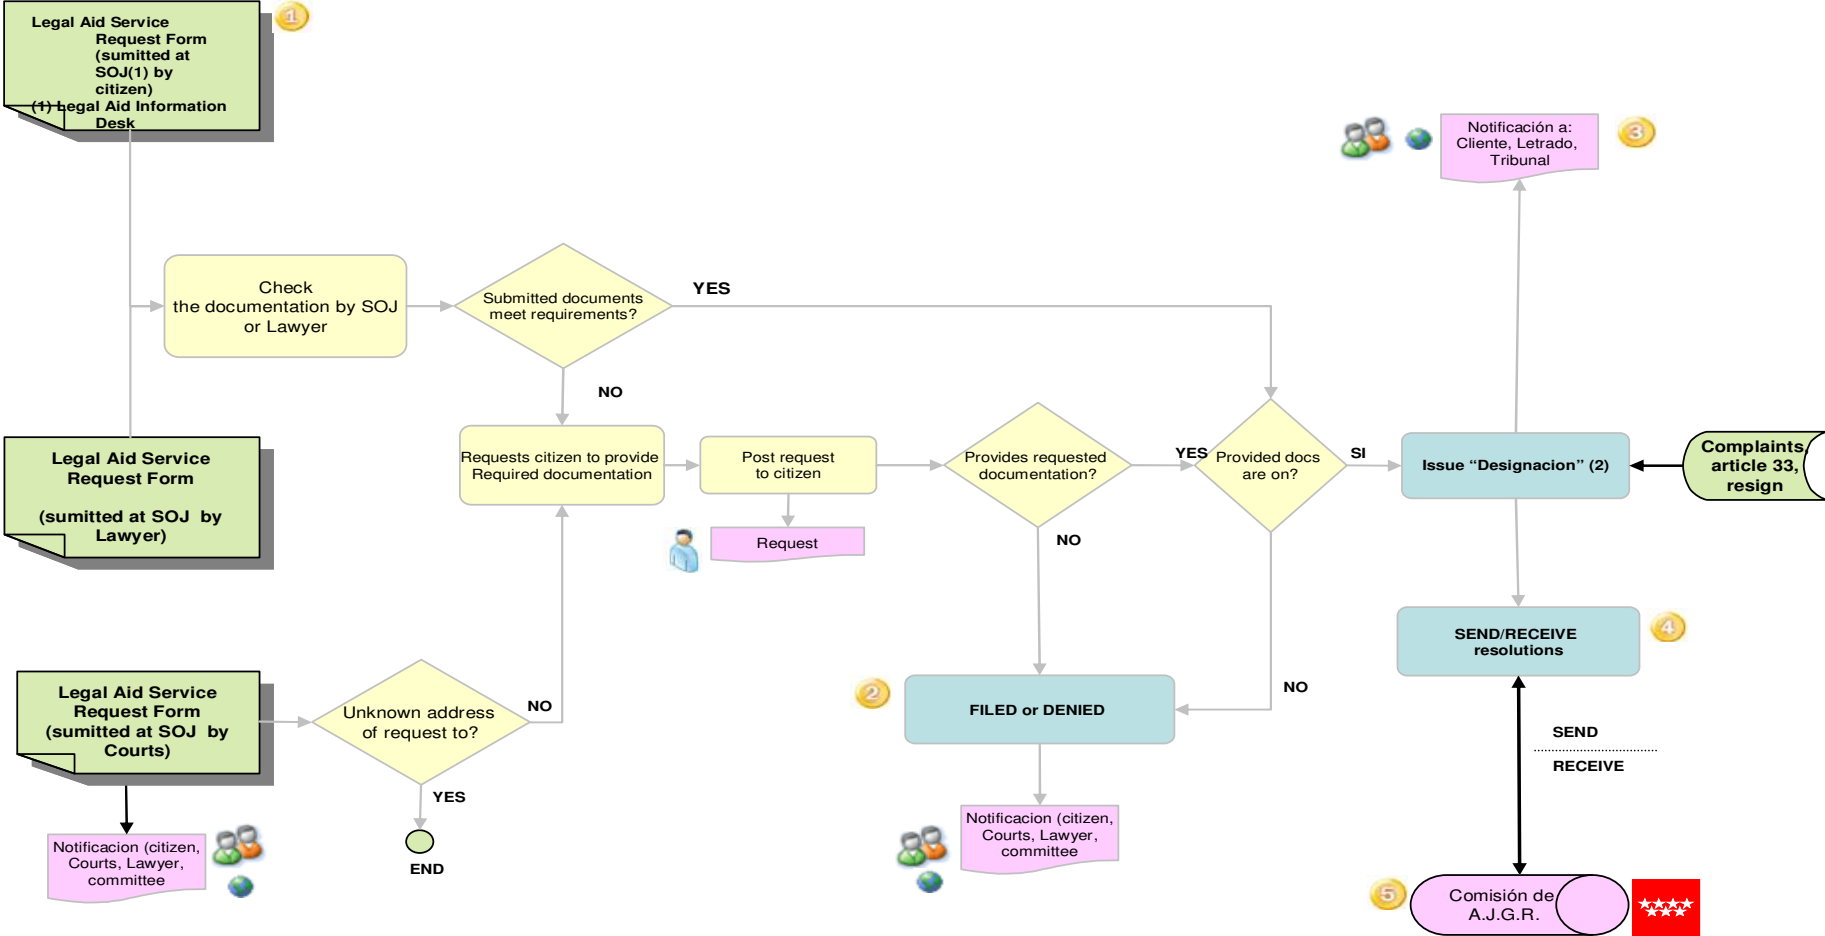 Legal Aid Service
Request Form
(sumitted at
SOJ(1) by
citizen)
(1) Legal Aid Information
Desk
1
Notificación a:
Cliente, Letrado,
Tribunal
3
Check
the documentation by SOJ
or Lawyer
Submitted documents
meet requirements?
YES
NO
Legal Aid Service
Request Form
(sumitted at SOJ by
Lawyer)
Requests citizen to provide
Required documentation
Post request
to citizen
Request
Provides requested
documentation?
YES
NO
Provided docs
are on?
SI
NO
Issue “Designacion” (2)
Complaints,
article 33,
resign
SEND/RECEIVE
resolutions
4
Legal Aid Service
Request Form
(sumitted at SOJ by
Courts)
Unknown address
of request to?
NO
YES
END
Notificacion (citizen,
Courts, Lawyer,
committee
2
FILED or DENIED
Notificacion (citizen,
Courts, Lawyer,
committee
SEND
RECEIVE
5
Comisión de
A.J.G.R.